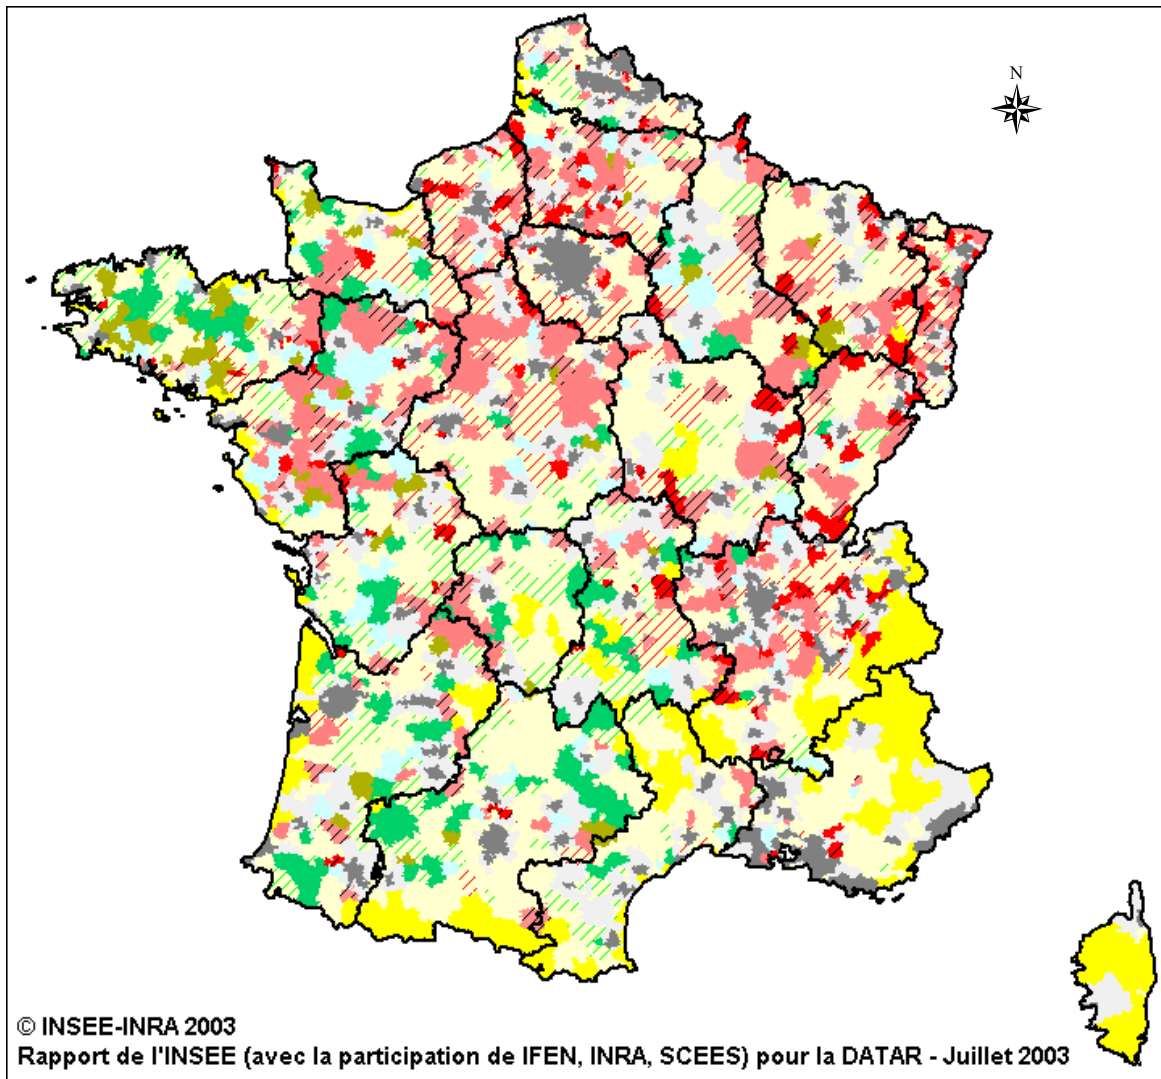 N
© INSEE-INRA 2003
Rapport de l'INSEE (avec la participation de IFEN, INRA, SCEES) pour la DATAR - Juillet 2003